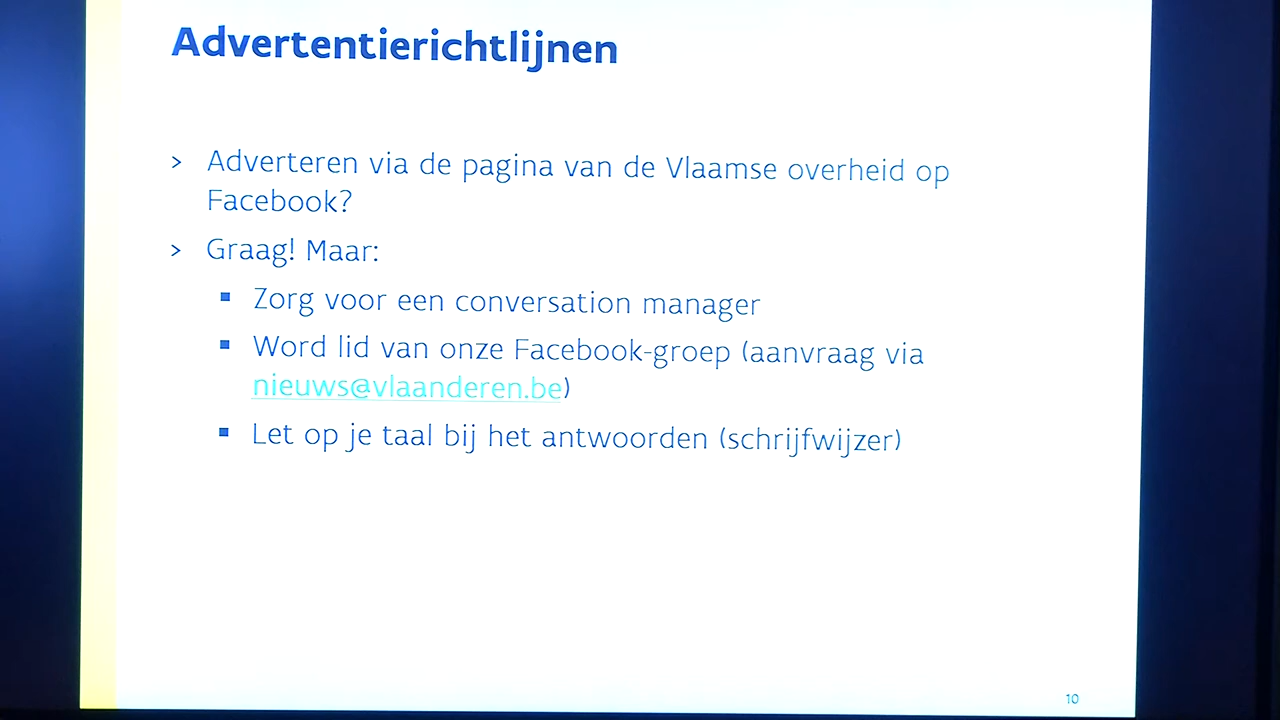 Advertentierichtlijnen
> Adverteren via de pagina van de Vlaamse overheid op
Facebook?
> Graag! Maar:
▪ Zorg voor een conversation manager
▪ Word lid van onze Facebook-groep (aanvraag via
nieuws@vlaanderen.be)
▪ Let op je taal bij het antwoorden (schrijfwijzer)
10